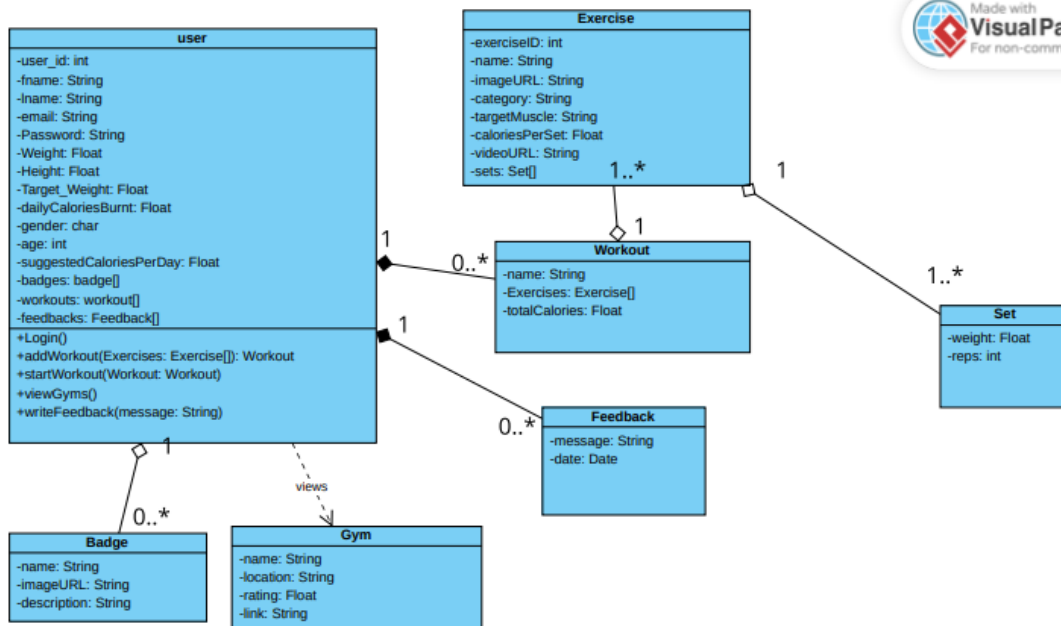 Made with
Visual Pa
For non-comm
user
-user_id: int
-fname: String
-lname: String
-email: String
-Password: String
-Weight: Float
-Height: Float
-Target_Weight: Float
-dailyCaloriesBurnt: Float
-gender: char
-age: int
-suggestedCaloriesPerDay: Float
-badges: badge[]
-workouts: workout[]
-feedbacks: Feedback[]
+Login()
+addWorkout(Exercises: Exercise[]): Workout
+startWorkout(Workout: Workout)
+viewGyms()
+writeFeedback(message: String)
Exercise
-exerciseID: int
-name: String
-imageURL: String
-category: String
-targetMuscle: String
-caloriesPerSet: Float
-videoURL: String
-sets: Set[]
1..*
1
1
1
0..*
Workout
-name: String
-Exercises: Exercise[]
-totalCalories: Float
1..*
Set
-weight: Float
-reps: int
1
0..*
Feedback
-message: String
-date: Date
1
0..*
views
Badge
-name: String
-imageURL: String
-description: String
Gym
-name: String
-location: String
-rating: Float
-link: String